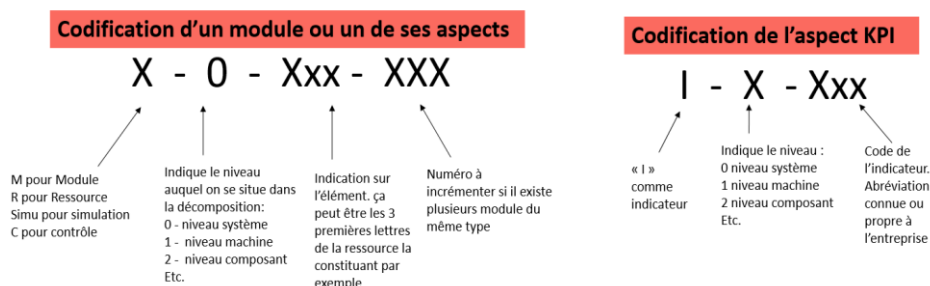 Codification d'un module ou un de ses aspects
X - 0 - Xxx - XXX
M pour Module
R pour Ressource
Simu pour simulation
C pour contrôle
Indique le niveau
auquel on se situe dans
la décomposition:
0 - niveau système
1 - niveau machine
2 - niveau composant
Etc.
Indication sur
l'élément. ça
peut être les 3
premières lettres
de la ressource la
constituant par
exemple
Numéro à
incrémenter si il existe
plusieurs module du
même type
Codification de l'aspect KPI
I - X - Xxx
« I »
comme
indicateur
Indique le niveau :
0 niveau système
1 niveau machine
2 niveau composant
Etc.
Code de
l'indicateur.
Abréviation
connue ou
propre à
l'entreprise